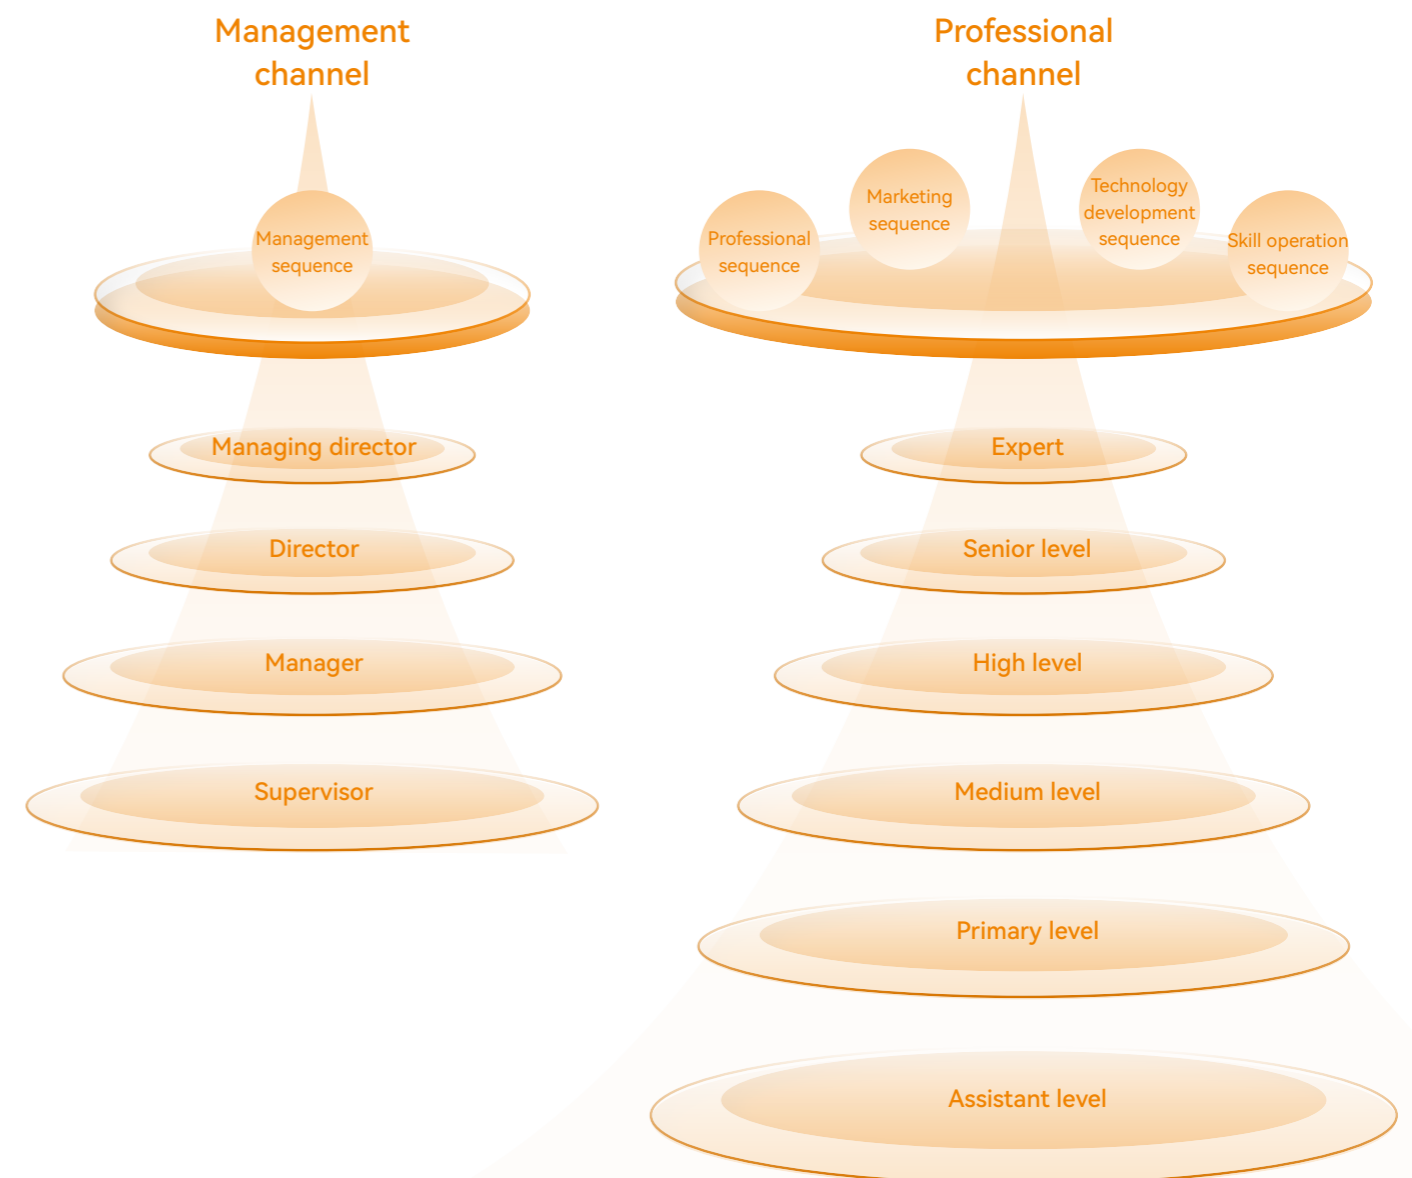 Management
channel
Management
sequence
Managing director
Director
Manager
Supervisor
Professional
channel
Professional
sequence
Marketing
sequence
Technology
development
sequence
Skill operation
sequence
Expert
Senior level
High level
Medium level
Primary level
Assistant level